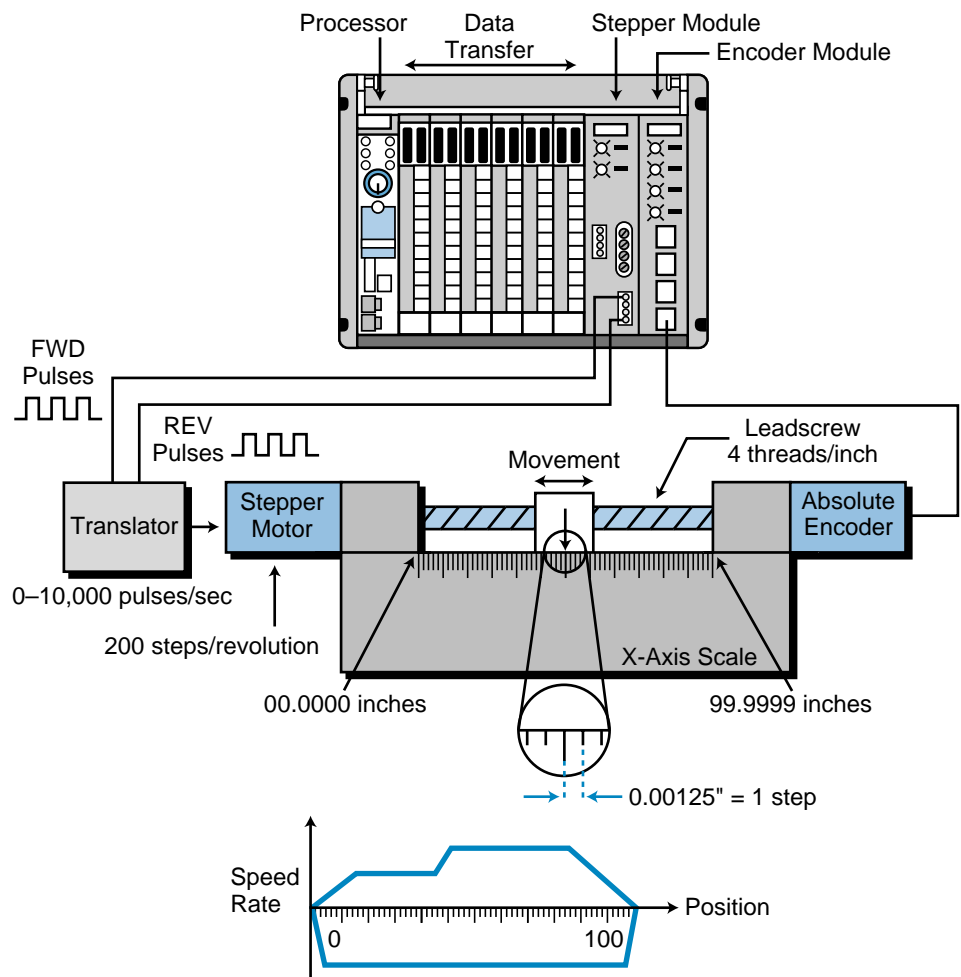 Processor
Data
Transfer
Stepper Module
Encoder Module
FWD
Pulses
REV
Pulses
Movement
Leadscrew
4 threads/inch
Translator
Stepper
Motor
Absolute
Encoder
0–10,000 pulses/sec
200 steps/revolution
X-Axis Scale
00.0000 inches
99.9999 inches
0.00125" = 1 step
Speed
Rate
Position
0
100